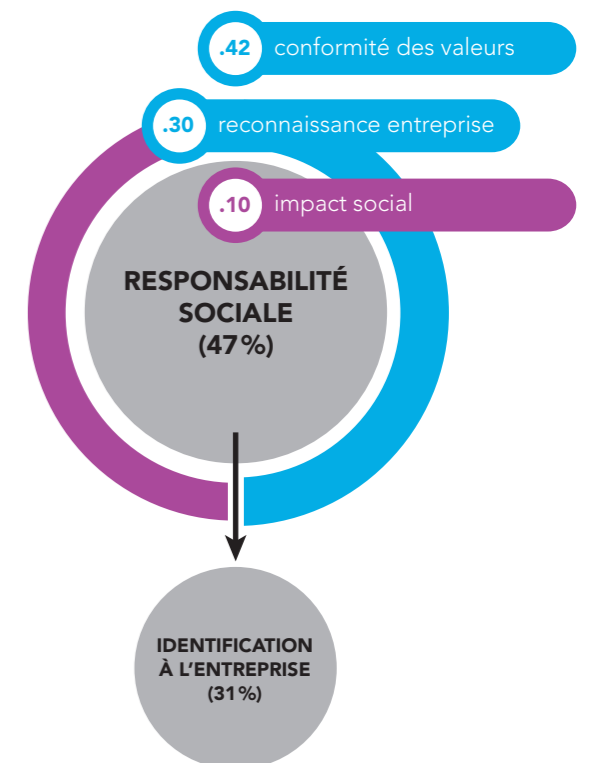 .42 conformité des valeurs
.30 reconnaissance entreprise
.10 impact social
RESPONSABILITÉ
SOCIALE
(47 %)
IDENTIFICATION
À L’ENTREPRISE
(31 %)